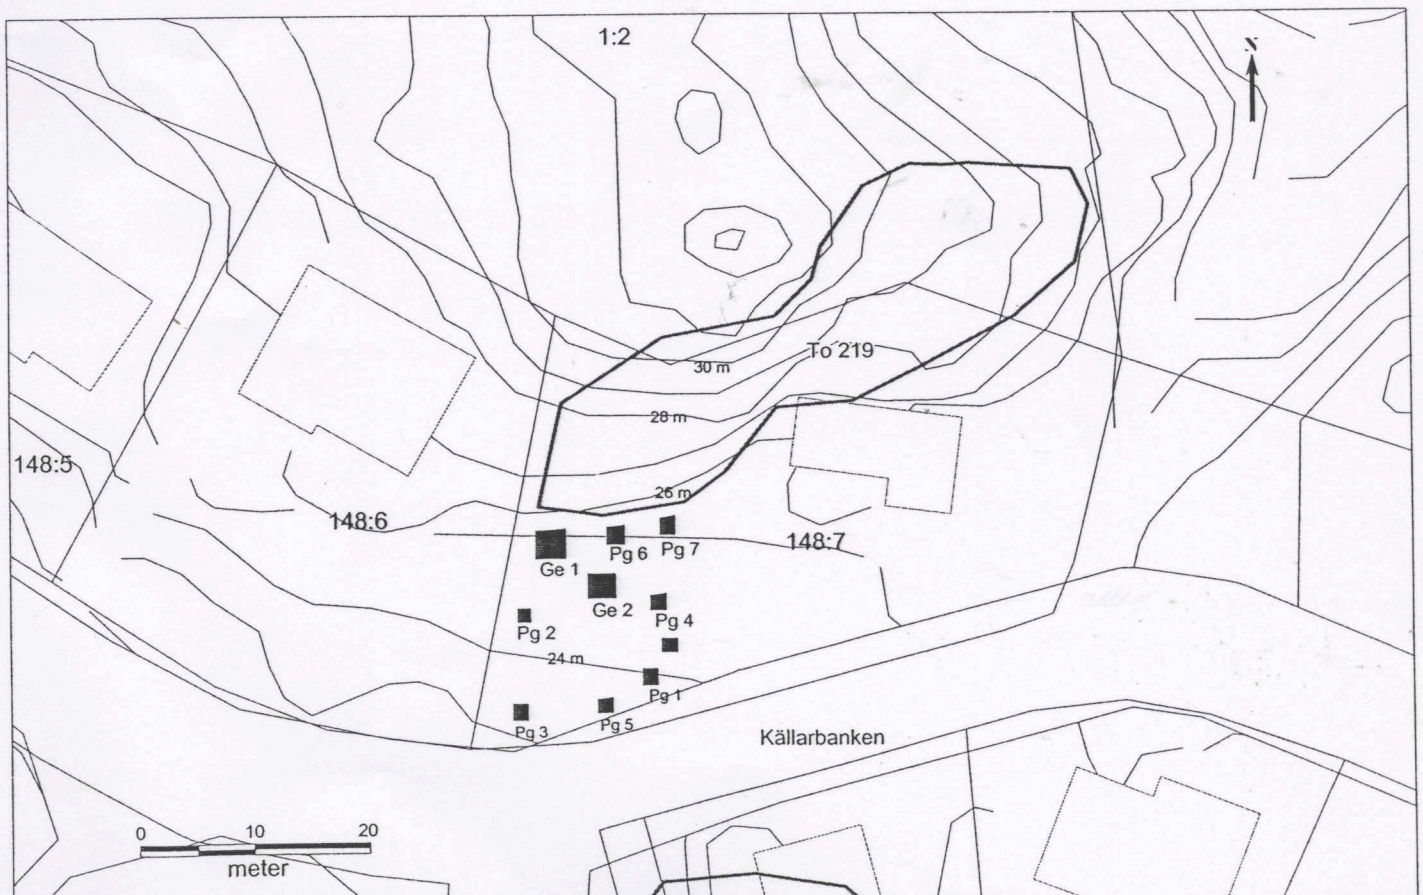 1:2
N
To 219
30 m
28 m
148:5
26 m
148:6
148:7
Pg 7
Pg 6
Ge 1
Ge 2
Pg 4
Pg 2
24 m
Pg 1
Pg 5
Pg 3
Källarbanken
0 10 20
meter